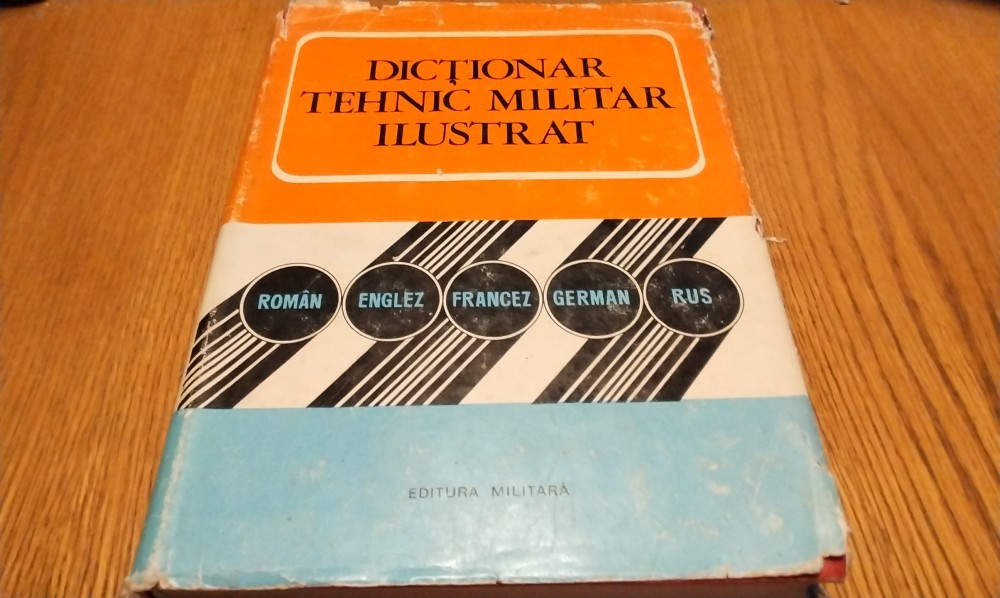 DICȚIONAR
TEHNIC MILITAR
ILUSTRAT
ROMÂN ENGLEZ FRANCEZ GERMAN RUS
EDITURA MILITARĂ